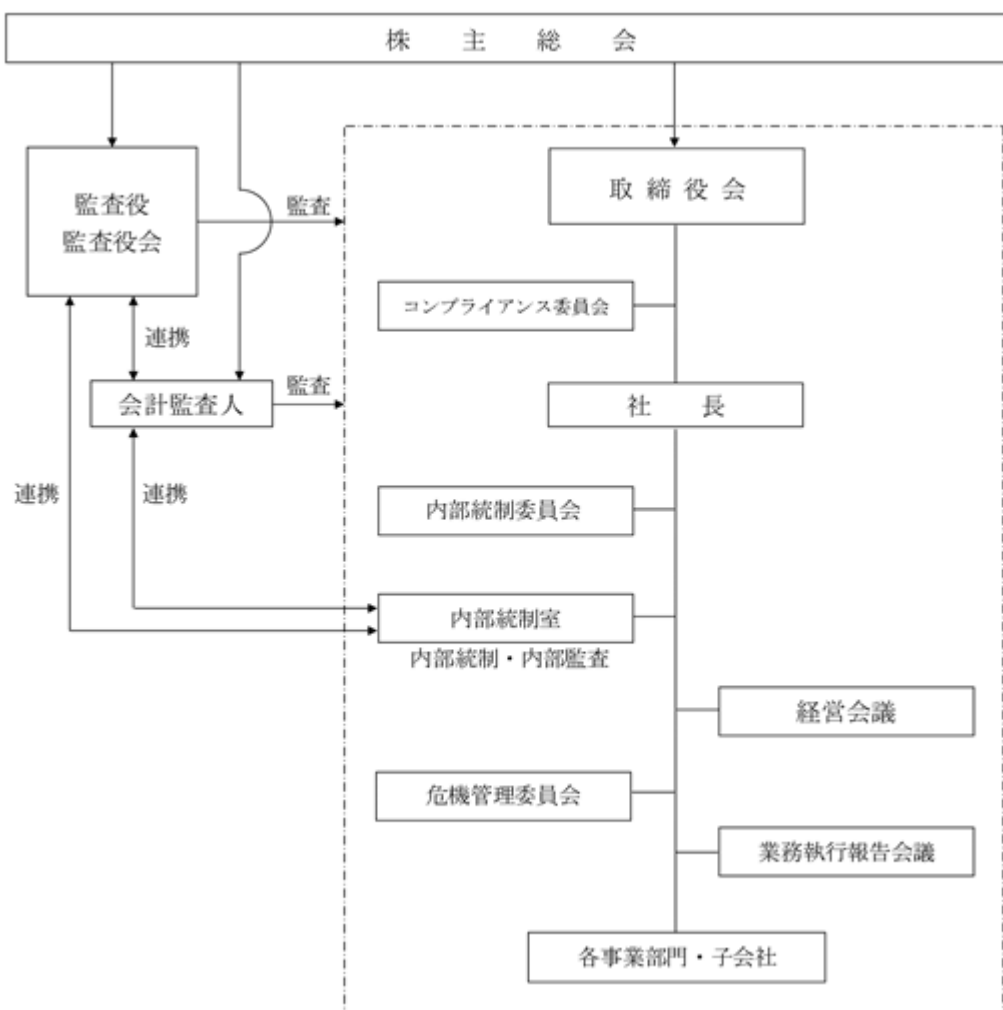 株主総会
監査役
監査役会
監査
取締役会
コンプライアンス委員会
連携
会計監査人
監査
社長
連携
連携
内部統制委員会
内部統制室
内部統制・内部監査
経営会議
危機管理委員会
業務執行報告会議
各事業部門・子会社